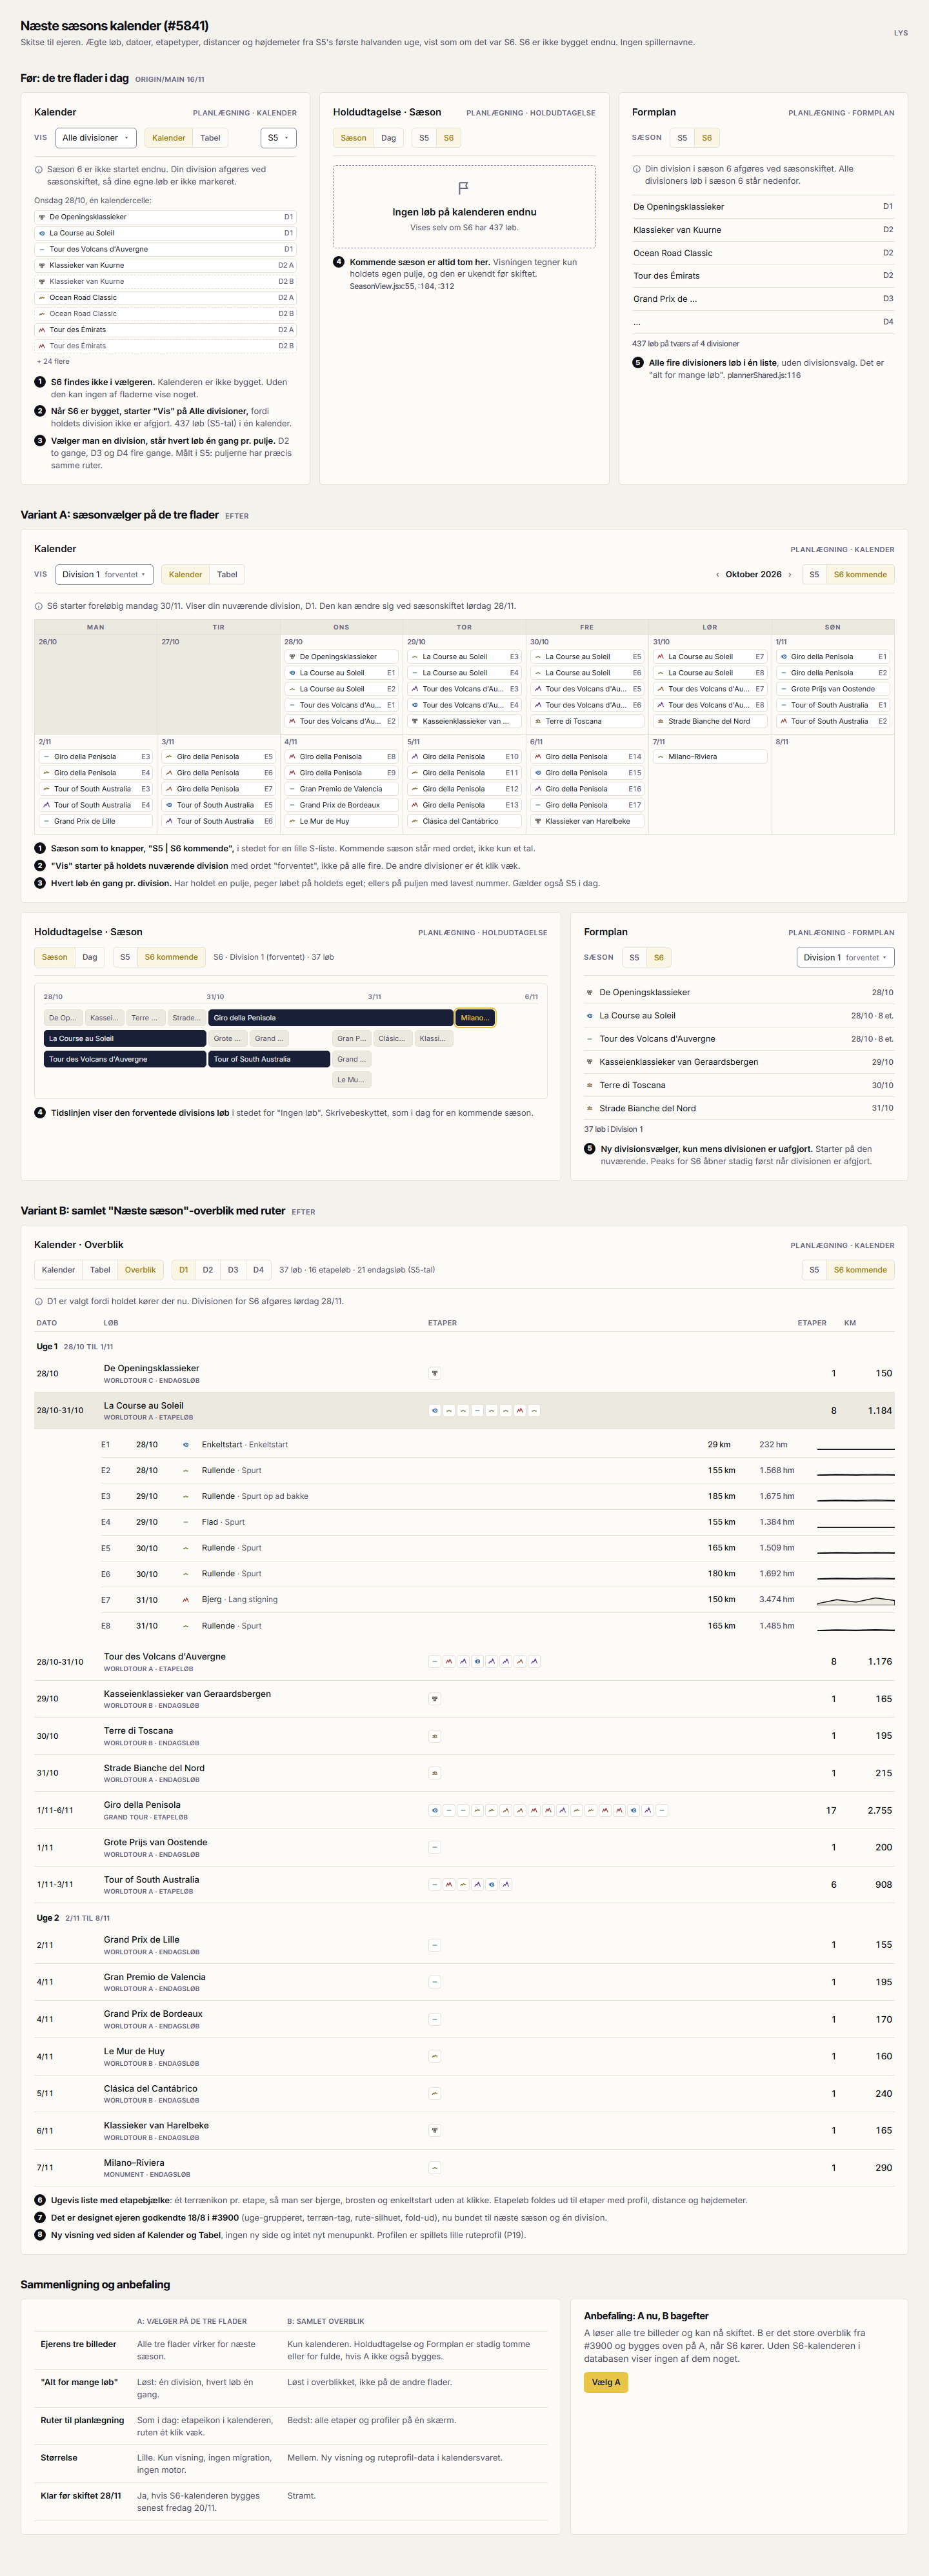 Næste sæsons kalender (#5841)
Skitse til ejeren. Ægte løb, datoer, etapetyper, distancer og højdemeter fra S5's første halvanden uge, vist som om det var S6. S6 er ikke bygget endnu. Ingen spillernavne.
LYS
Før: de tre flader i dag ORIGIN/MAIN 16/11
Kalender PLANLÆGNING · KALENDER
VIS Alle divisioner Kalender Tabel S5
Sæson 6 er ikke startet endnu. Din division afgøres ved
sæsonskiftet, så dine egne løb er ikke markeret.
Onsdag 28/10, én kalendercelle:
De Openingsklassieker D1
La Course au Soleil D1
Tour des Volcans d'Auvergne D1
Klassieker van Kuurne D2 A
Klassieker van Kuurne D2 B
Ocean Road Classic D2 A
Ocean Road Classic D2 B
Tour des Émirats D2 A
Tour des Émirats D2 B
+ 24 flere
1 S6 findes ikke i vælgeren. Kalenderen er ikke bygget. Uden
den kan ingen af fladerne vise noget.
2 Når S6 er bygget, starter "Vis" på Alle divisioner, fordi
holdets division ikke er afgjort. 437 løb (S5-tal) i én kalender.
3 Vælger man en division, står hvert løb én gang pr. pulje. D2
to gange, D3 og D4 fire gange. Målt i S5: puljerne har præcis
samme ruter.
Holdudtagelse · Sæson PLANLÆGNING · HOLDUDTAGELSE
Sæson Dag S5 S6
Ingen løb på kalenderen endnu
Vises selv om S6 har 437 løb.
4 Kommende sæson er altid tom her. Visningen tegner kun
holdets egen pulje, og den er ukendt før skiftet.
SeasonView.jsx:55, :184, :312
Formplan PLANLÆGNING · FORMPLAN
SÆSON S5 S6
Din division i sæson 6 afgøres ved sæsonskiftet. Alle
divisioners løb i sæson 6 står nedenfor.
De Openingsklassieker D1
Klassieker van Kuurne D2
Ocean Road Classic D2
Tour des Émirats D2
Grand Prix de ... D3
... D4
437 løb på tværs af 4 divisioner
5 Alle fire divisioners løb i én liste, uden divisionsvalg. Det er
"alt for mange løb". plannerShared.js:116
Variant A: sæsonvælger på de tre flader EFTER
Kalender PLANLÆGNING · KALENDER
VIS Division 1 forventet Kalender Tabel ‹ Oktober 2026 › S5 S6 kommende
S6 starter foreløbig mandag 30/11. Viser din nuværende division, D1. Den kan ændre sig ved sæsonskiftet lørdag 28/11.
MAN TIR ONS TOR FRE LØR SØN
26/10 27/10 28/10 29/10 30/10 31/10 1/11
De Openingsklassieker La Course au Soleil E3 La Course au Soleil E5 La Course au Soleil E7 Giro della Penisola E1
La Course au Soleil E1 La Course au Soleil E4 La Course au Soleil E6 La Course au Soleil E8 Giro della Penisola E2
La Course au Soleil E2 Tour des Volcans d'Au... E3 Tour des Volcans d'Au... E5 Tour des Volcans d'Au... E7 Grote Prijs van Oostende
Tour des Volcans d'Au... E1 Tour des Volcans d'Au... E4 Tour des Volcans d'Au... E6 Tour des Volcans d'Au... E8 Tour of South Australia E1
Tour des Volcans d'Au... E2 Kasseienklassieker van ... Terre di Toscana Strade Bianche del Nord Tour of South Australia E2
2/11 3/11 4/11 5/11 6/11 7/11 8/11
Giro della Penisola E3 Giro della Penisola E5 Giro della Penisola E8 Giro della Penisola E10 Giro della Penisola E14 Milano–Riviera
Giro della Penisola E4 Giro della Penisola E6 Giro della Penisola E9 Giro della Penisola E11 Giro della Penisola E15
Tour of South Australia E3 Giro della Penisola E7 Gran Premio de Valencia Giro della Penisola E12 Giro della Penisola E16
Tour of South Australia E4 Tour of South Australia E5 Grand Prix de Bordeaux Giro della Penisola E13 Giro della Penisola E17
Grand Prix de Lille Tour of South Australia E6 Le Mur de Huy Clásica del Cantábrico Klassieker van Harelbeke
1 Sæson som to knapper, "S5 | S6 kommende", i stedet for en lille S-liste. Kommende sæson står med ordet, ikke kun et tal.
2 "Vis" starter på holdets nuværende division med ordet "forventet", ikke på alle fire. De andre divisioner er ét klik væk.
3 Hvert løb én gang pr. division. Har holdet en pulje, peger løbet på holdets eget; ellers på puljen med lavest nummer. Gælder også S5 i dag.
Holdudtagelse · Sæson PLANLÆGNING · HOLDUDTAGELSE
Sæson Dag S5 S6 kommende S6 · Division 1 (forventet) · 37 løb
28/10 31/10 3/11 6/11
De Op... Kassei... Terre ... Strade... Giro della Penisola Milano...
La Course au Soleil Grote ... Grand ... Gran P... Clásic... Klassi...
Tour des Volcans d'Auvergne Tour of South Australia Grand ...
Le Mu...
4 Tidslinjen viser den forventede divisions løb i stedet for "Ingen løb". Skrivebeskyttet, som i dag for en kommende sæson.
Formplan PLANLÆGNING · FORMPLAN
SÆSON S5 S6 Division 1 forventet
De Openingsklassieker 28/10
La Course au Soleil 28/10 · 8 et.
Tour des Volcans d'Auvergne 28/10 · 8 et.
Kasseienklassieker van Geraardsbergen 29/10
Terre di Toscana 30/10
Strade Bianche del Nord 31/10
37 løb i Division 1
5 Ny divisionsvælger, kun mens divisionen er uafgjort. Starter på den
nuværende. Peaks for S6 åbner stadig først når divisionen er afgjort.
Variant B: samlet "Næste sæson"-overblik med ruter EFTER
Kalender · Overblik PLANLÆGNING · KALENDER
Kalender Tabel Overblik D1 D2 D3 D4 37 løb · 16 etapeløb · 21 endagsløb (S5-tal) S5 S6 kommende
D1 er valgt fordi holdet kører der nu. Divisionen for S6 afgøres lørdag 28/11.
DATO LØB ETAPER ETAPER KM
Uge 1 28/10 TIL 1/11
28/10 De Openingsklassieker 1 150
WORLDTOUR C · ENDAGSLØB
28/10-31/10 La Course au Soleil 8 1.184
WORLDTOUR A · ETAPELØB
E1 28/10 Enkeltstart · Enkeltstart 29 km 232 hm
E2 28/10 Rullende · Spurt 155 km 1.568 hm
E3 29/10 Rullende · Spurt op ad bakke 185 km 1.675 hm
E4 29/10 Flad · Spurt 155 km 1.384 hm
E5 30/10 Rullende · Spurt 165 km 1.509 hm
E6 30/10 Rullende · Spurt 180 km 1.692 hm
E7 31/10 Bjerg · Lang stigning 150 km 3.474 hm
E8 31/10 Rullende · Spurt 165 km 1.485 hm
28/10-31/10 Tour des Volcans d'Auvergne 8 1.176
WORLDTOUR A · ETAPELØB
29/10 Kasseienklassieker van Geraardsbergen 1 165
WORLDTOUR B · ENDAGSLØB
30/10 Terre di Toscana 1 195
WORLDTOUR B · ENDAGSLØB
31/10 Strade Bianche del Nord 1 215
WORLDTOUR A · ENDAGSLØB
1/11-6/11 Giro della Penisola 17 2.755
GRAND TOUR · ETAPELØB
1/11 Grote Prijs van Oostende 1 200
WORLDTOUR A · ENDAGSLØB
1/11-3/11 Tour of South Australia 6 908
WORLDTOUR A · ETAPELØB
Uge 2 2/11 TIL 8/11
2/11 Grand Prix de Lille 1 155
WORLDTOUR A · ENDAGSLØB
4/11 Gran Premio de Valencia 1 195
WORLDTOUR A · ENDAGSLØB
4/11 Grand Prix de Bordeaux 1 170
WORLDTOUR A · ENDAGSLØB
4/11 Le Mur de Huy 1 160
WORLDTOUR B · ENDAGSLØB
5/11 Clásica del Cantábrico 1 240
WORLDTOUR B · ENDAGSLØB
6/11 Klassieker van Harelbeke 1 165
WORLDTOUR B · ENDAGSLØB
7/11 Milano–Riviera 1 290
MONUMENT · ENDAGSLØB
6 Ugevis liste med etapebjælke: ét terrænikon pr. etape, så man ser bjerge, brosten og enkeltstart uden at klikke. Etapeløb foldes ud til etaper med profil, distance og højdemeter.
7 Det er designet ejeren godkendte 18/8 i #3900 (uge-grupperet, terræn-tag, rute-silhuet, fold-ud), nu bundet til næste sæson og én division.
8 Ny visning ved siden af Kalender og Tabel, ingen ny side og intet nyt menupunkt. Profilen er spillets lille ruteprofil (P19).
Sammenligning og anbefaling
A: VÆLGER PÅ DE TRE FLADER B: SAMLET OVERBLIK
Ejerens tre billeder Alle tre flader virker for næste sæson. Kun kalenderen. Holdudtagelse og Formplan er stadig tomme eller for fulde, hvis A ikke også bygges.
"Alt for mange løb" Løst: én division, hvert løb én gang. Løst i overblikket, ikke på de andre flader.
Ruter til planlægning Som i dag: etapeikon i kalenderen, ruten ét klik væk. Bedst: alle etaper og profiler på én skærm.
Størrelse Lille. Kun visning, ingen migration, ingen motor. Mellem. Ny visning og ruteprofil-data i kalendersvaret.
Klar før skiftet 28/11 Ja, hvis S6-kalenderen bygges senest fredag 20/11. Stramt.
Anbefaling: A nu, B bagefter
A løser alle tre billeder og kan nå skiftet. B er det store overblik fra
#3900 og bygges oven på A, når S6 kører. Uden S6-kalenderen i
databasen viser ingen af dem noget.
Vælg A